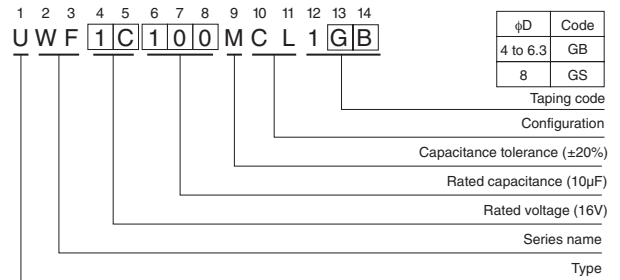 1 2 3 4 5 6 7 8 9 10 11 12 13 14
U W F 1 C 1 0 0 M C L 1 G B
ϕD Code
4 to 6.3 GB
8 GS
Taping code
Configuration
Capacitance tolerance (±20%)
Rated capacitance (10µF)
Rated voltage (16V)
Series name
Type